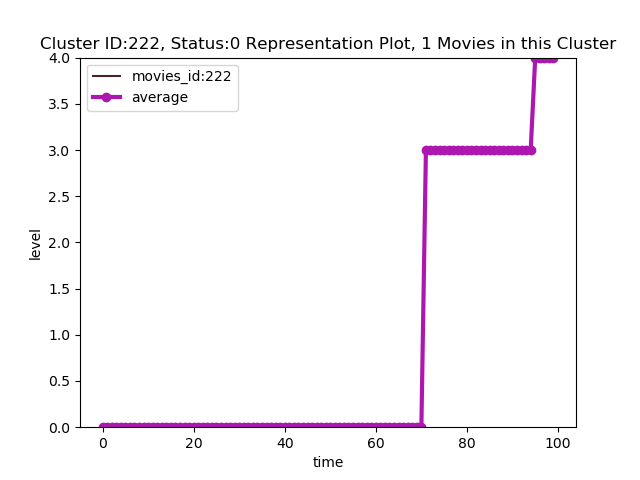 Cluster ID:222, Status:0 Representation Plot, 1 Movies in this Cluster
movies_id:222
average
4.0
3.5
3.0
2.5
2.0
1.5
1.0
0.5
0.0
level
0 20 40 60 80 100
time